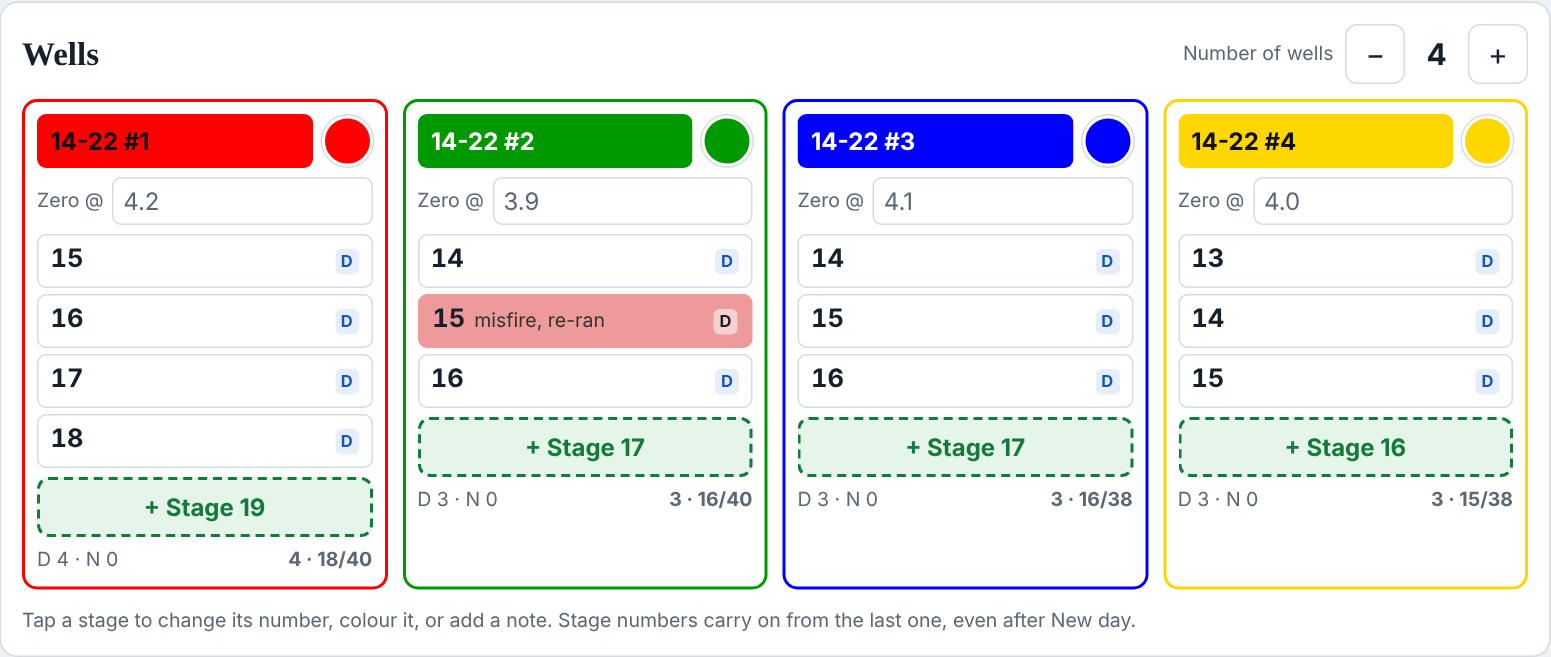 Wells
Number of wells − 4 +
14-22 #1
Zero @ 4.2
15 D
16 D
17 D
18 D
+ Stage 19
D 4 · N 0 4 · 18/40
14-22 #2
Zero @ 3.9
14 D
15 misfire, re-ran D
16 D
+ Stage 17
D 3 · N 0 3 · 16/40
14-22 #3
Zero @ 4.1
14 D
15 D
16 D
+ Stage 17
D 3 · N 0 3 · 16/38
14-22 #4
Zero @ 4.0
13 D
14 D
15 D
+ Stage 16
D 3 · N 0 3 · 15/38
Tap a stage to change its number, colour it, or add a note. Stage numbers carry on from the last one, even after New day.